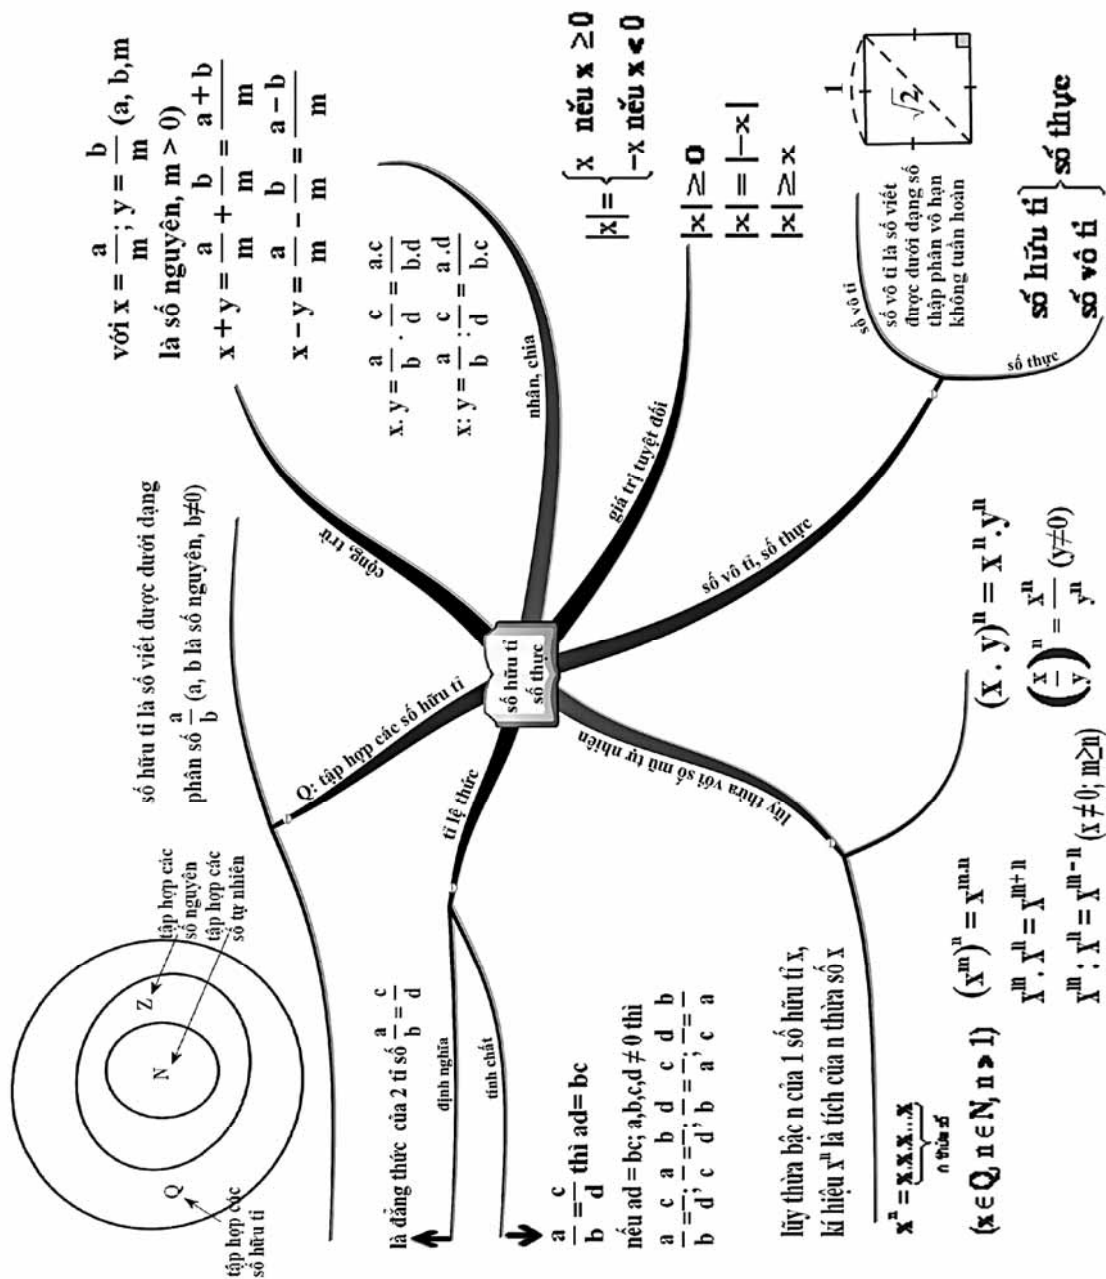 số hữu tỉ
số thực
Q: tập hợp các số hữu tỉ
số hữu tỉ là số viết được dưới dạng
phân số a/b (a, b là số nguyên, b≠0)
Q
Z
N
tập hợp các
số hữu tỉ
tập hợp các
số nguyên
tập hợp các
số tự nhiên
cộng, trừ
với x = a/m; y = b/m (a, b,m
là số nguyên, m > 0)
x + y = a/m + b/m = (a + b)/m
x − y = a/m − b/m = (a − b)/m
nhân, chia
x. y = a/b . c/d = a.c/b.d
x: y = a/b : c/d = a.d/b.c
giá trị tuyệt đối
|x| = { x nếu x ≥ 0
−x nếu x < 0
|x| ≥ 0
|x| = |−x|
|x| ≥ x
số vô tỉ, số thực
số vô tỉ
số vô tỉ là số viết
được dưới dạng số
thập phân vô hạn
không tuần hoàn
1
√2
số thực
số hữu tỉ
số vô tỉ
} số thực
lũy thừa với số mũ tự nhiên
lũy thừa bậc n của 1 số hữu tỉ x,
kí hiệu xⁿ là tích của n thừa số x
xⁿ = x.x.x...x
n thừa số
(x ∈ Q, n ∈ N, n > 1)
(xᵐ)ⁿ = xᵐ·ⁿ
xᵐ . xⁿ = xᵐ⁺ⁿ
xᵐ : xⁿ = xᵐ⁻ⁿ (x ≠ 0; m ≥ n)
(x . y)ⁿ = xⁿ.yⁿ
(x/y)ⁿ = xⁿ/yⁿ (y≠0)
tỉ lệ thức
định nghĩa
là đẳng thức của 2 tỉ số a/b = c/d
tính chất
a/b = c/d thì ad= bc
nếu ad = bc; a,b,c,d ≠ 0 thì
a/b = c/d; a/c = b/d; d/b = c/a; d/c = b/a